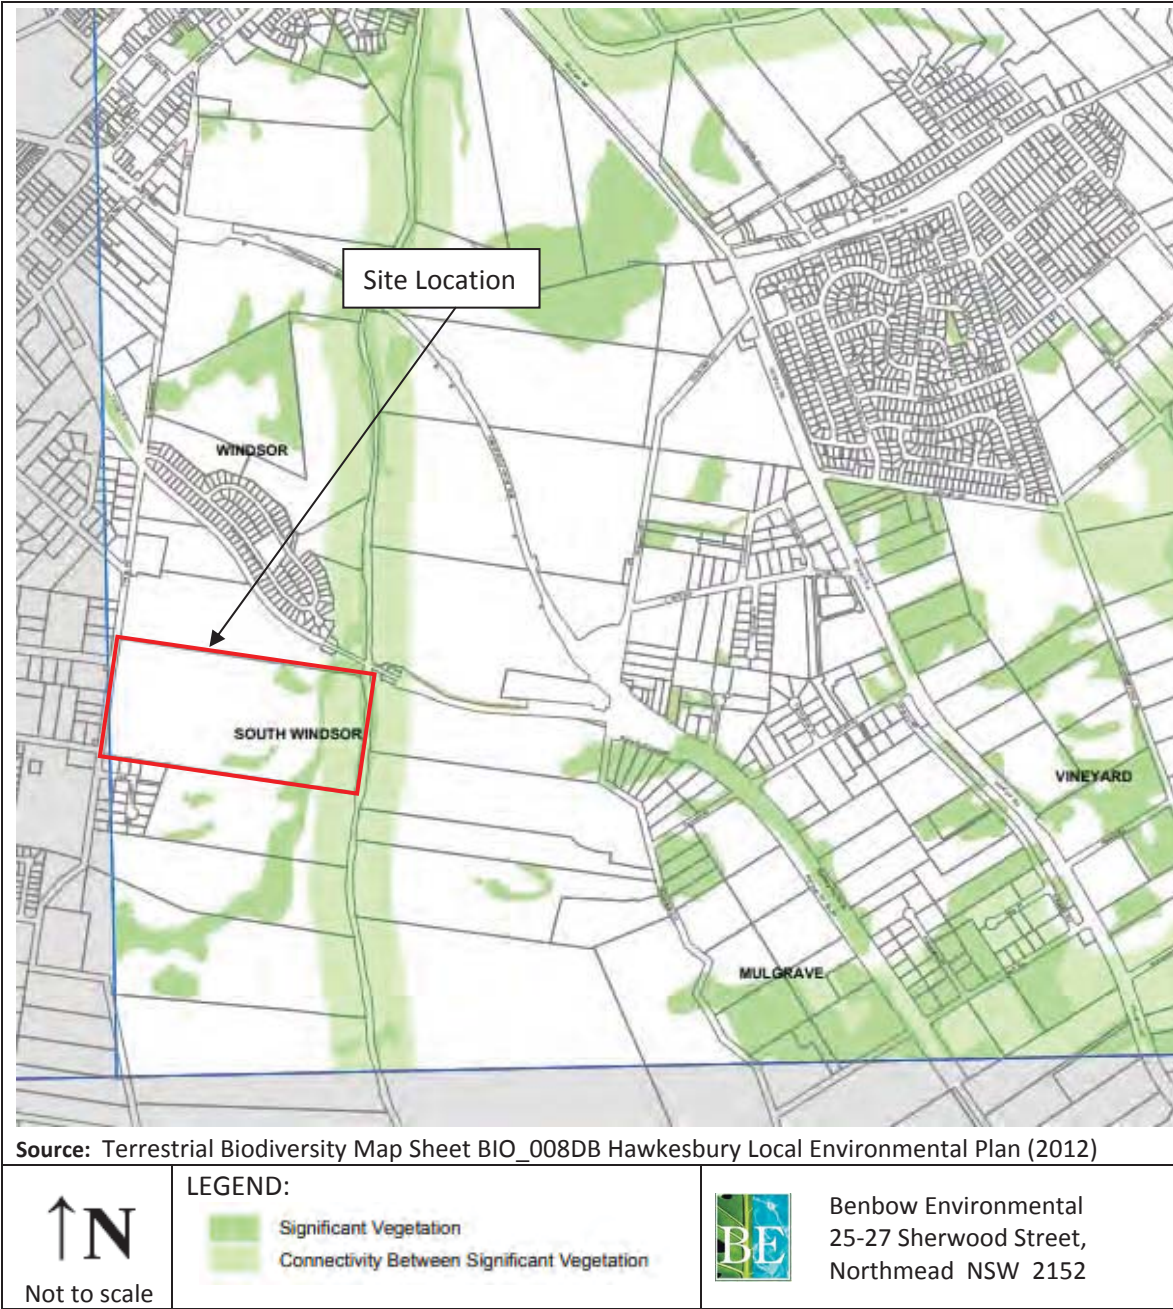 Site Location
WINDSOR
SOUTH WINDSOR
VINEYARD
MULGRAVE
Source: Terrestrial Biodiversity Map Sheet BIO_008DB Hawkesbury Local Environmental Plan (2012)
↑N
Not to scale
LEGEND:
Significant Vegetation
Connectivity Between Significant Vegetation
BE
Benbow Environmental
25-27 Sherwood Street,
Northmead NSW 2152